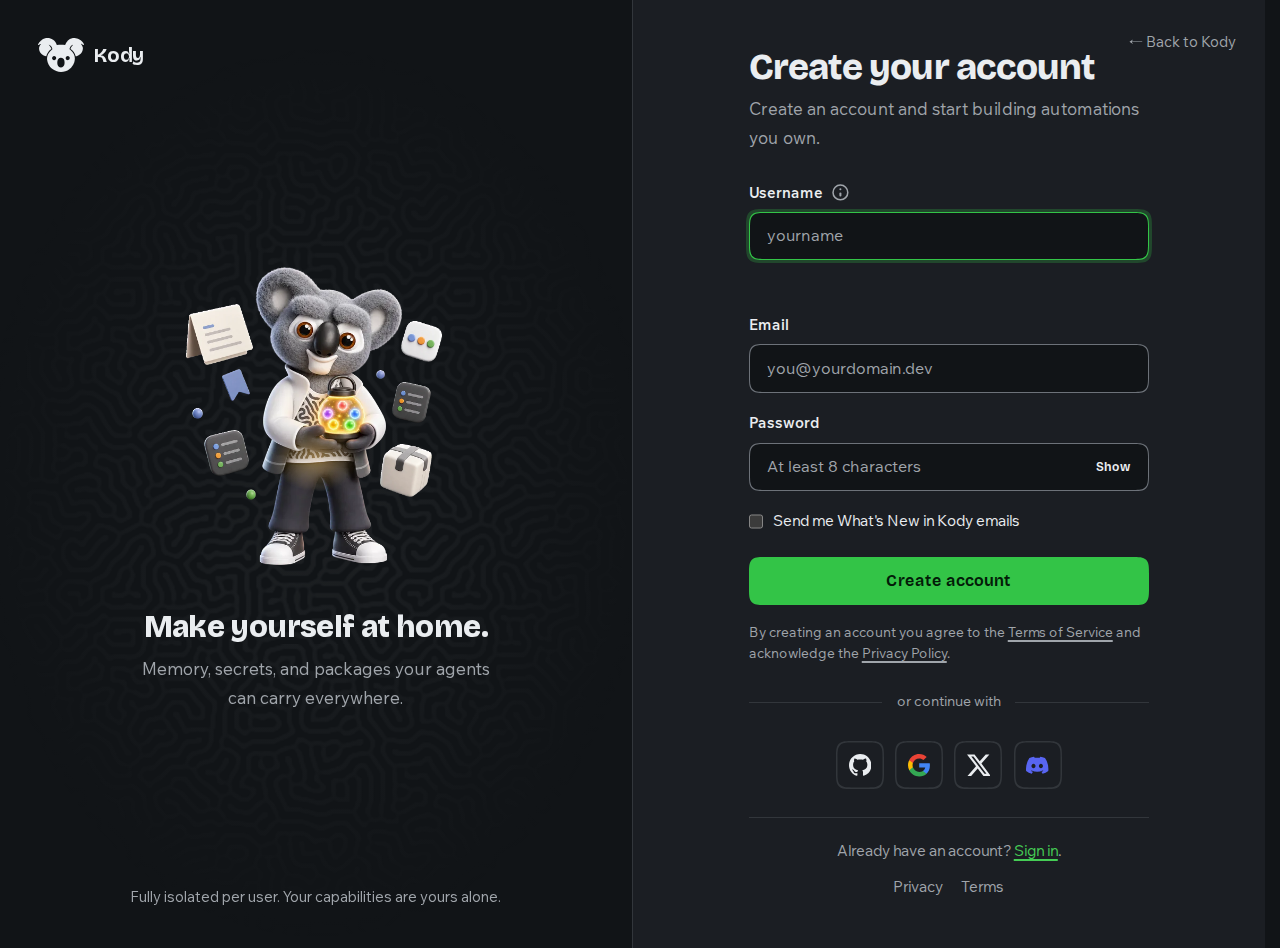 Kody
Make yourself at home.
Memory, secrets, and packages your agents
can carry everywhere.
Fully isolated per user. Your capabilities are yours alone.
← Back to Kody
Create your account
Create an account and start building automations
you own.
Username
yourname
Email
you@yourdomain.dev
Password
At least 8 characters
Show
Send me What's New in Kody emails
Create account
By creating an account you agree to the Terms of Service and
acknowledge the Privacy Policy.
or continue with
Already have an account? Sign in.
Privacy Terms